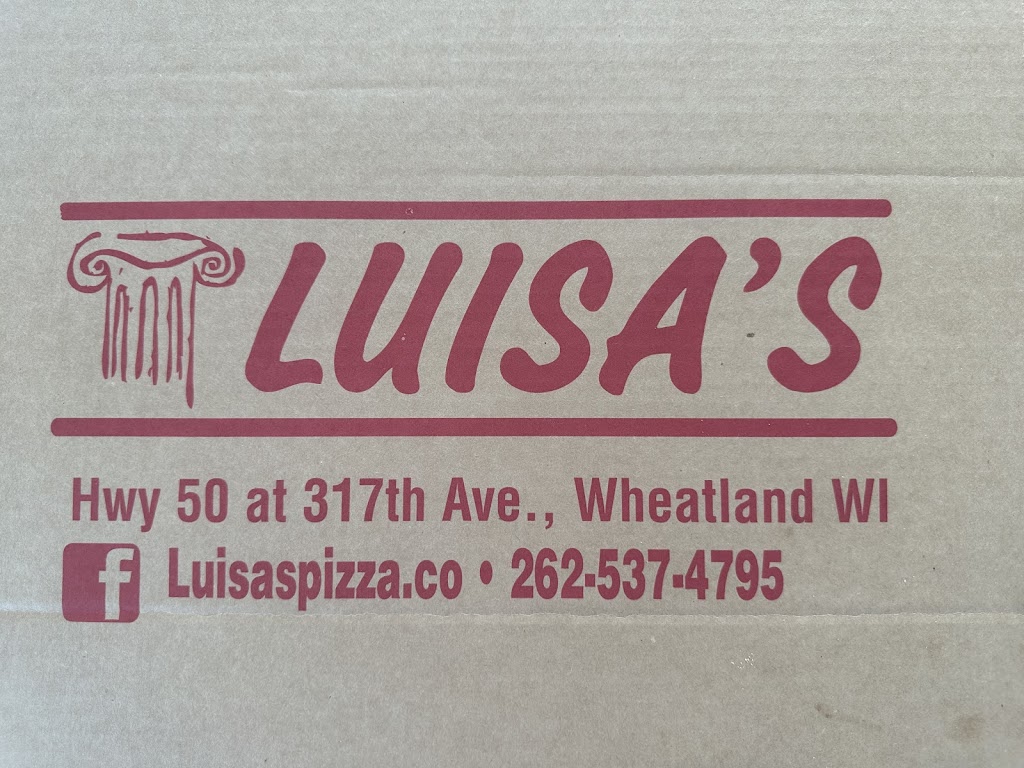 LUISA'S
Hwy 50 at 317th Ave., Wheatland WI
f Luisaspizza.co • 262-537-4795